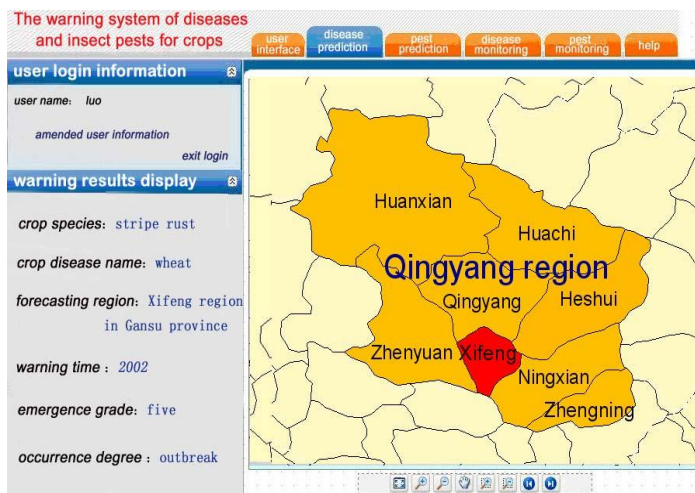 The warning system of diseases
and insect pests for crops
user
interface
disease
prediction
pest
prediction
disease
monitoring
pest
monitoring
help
user login information
user name: luo
amended user information
exit login
warning results display
crop species: stripe rust
crop disease name: wheat
forecasting region: Xifeng region
in Gansu province
warning time : 2002
emergence grade: five
occurrence degree : outbreak
Huanxian
Huachi
Qingyang region
Qingyang
Heshui
Zhenyuan
Xifeng
Ningxian
Zhengning